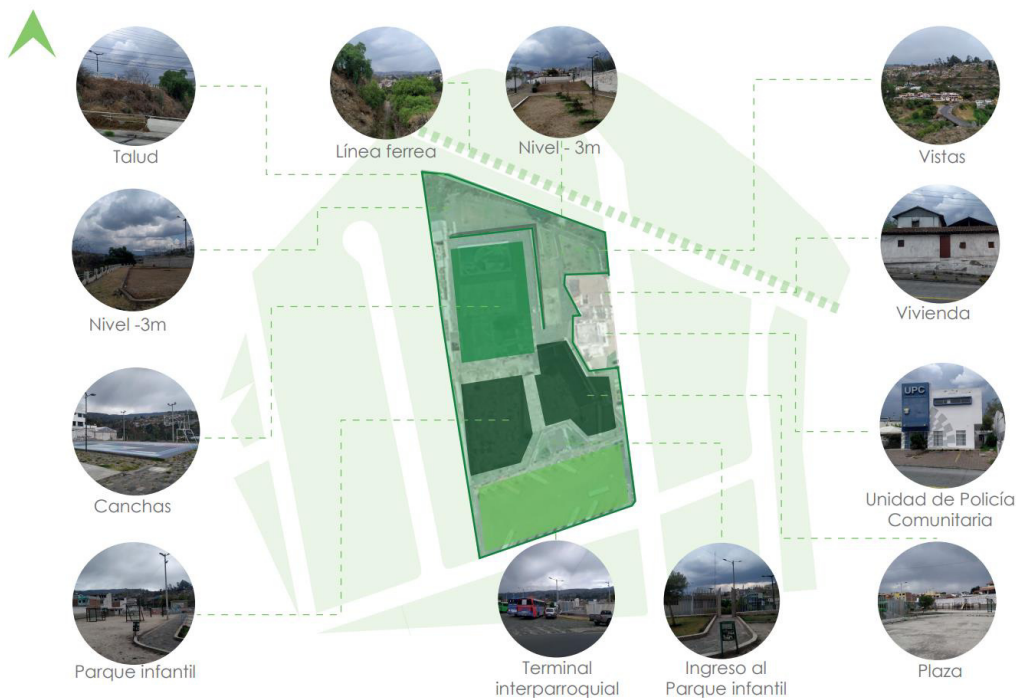 Talud
Línea ferrea
Nivel - 3m
Vistas
Nivel -3m
Vivienda
Canchas
UPC
Unidad de Policía
Comunitaria
Parque infantil
Terminal
interparroquial
Ingreso al
Parque infantil
Plaza